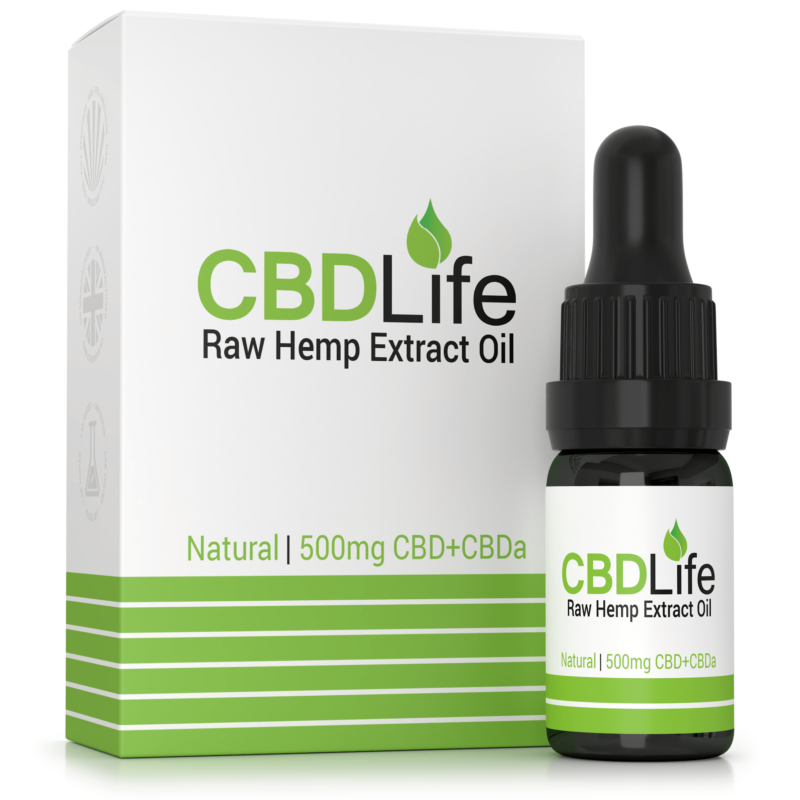 CBDLife
Raw Hemp Extract Oil
Natural | 500mg CBD+CBDa
CBDLife
Raw Hemp Extract Oil
Natural | 500mg CBD+CBDa